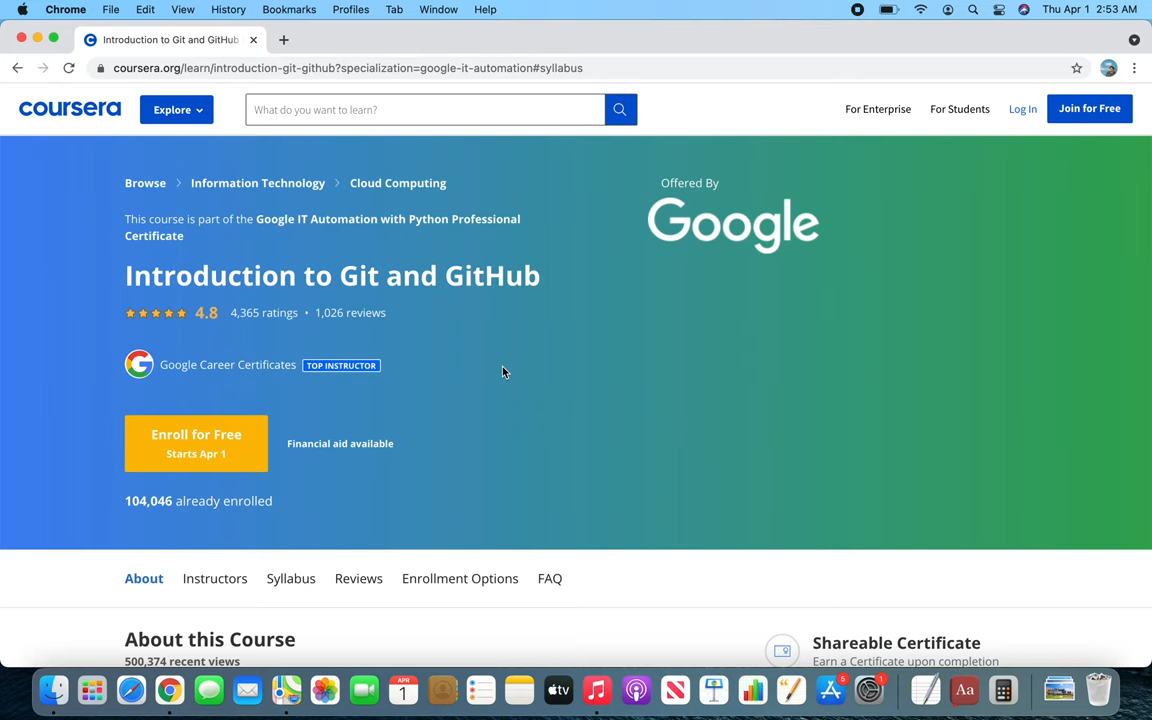 Chrome File Edit View History Bookmarks Profiles Tab Window Help Thu Apr 1 2:53 AM
Introduction to Git and GitHub
coursera.org/learn/introduction-git-github?specialization=google-it-automation#syllabus
coursera Explore What do you want to learn? For Enterprise For Students Log In Join for Free
Browse > Information Technology > Cloud Computing
Offered By
Google
This course is part of the Google IT Automation with Python Professional
Certificate
Introduction to Git and GitHub
4.8 4,365 ratings • 1,026 reviews
G Google Career Certificates TOP INSTRUCTOR
Enroll for Free
Starts Apr 1
Financial aid available
104,046 already enrolled
About Instructors Syllabus Reviews Enrollment Options FAQ
About this Course
500,374 recent views
Shareable Certificate
Earn a Certificate upon completion
APR
1
tv
5
1
Aa